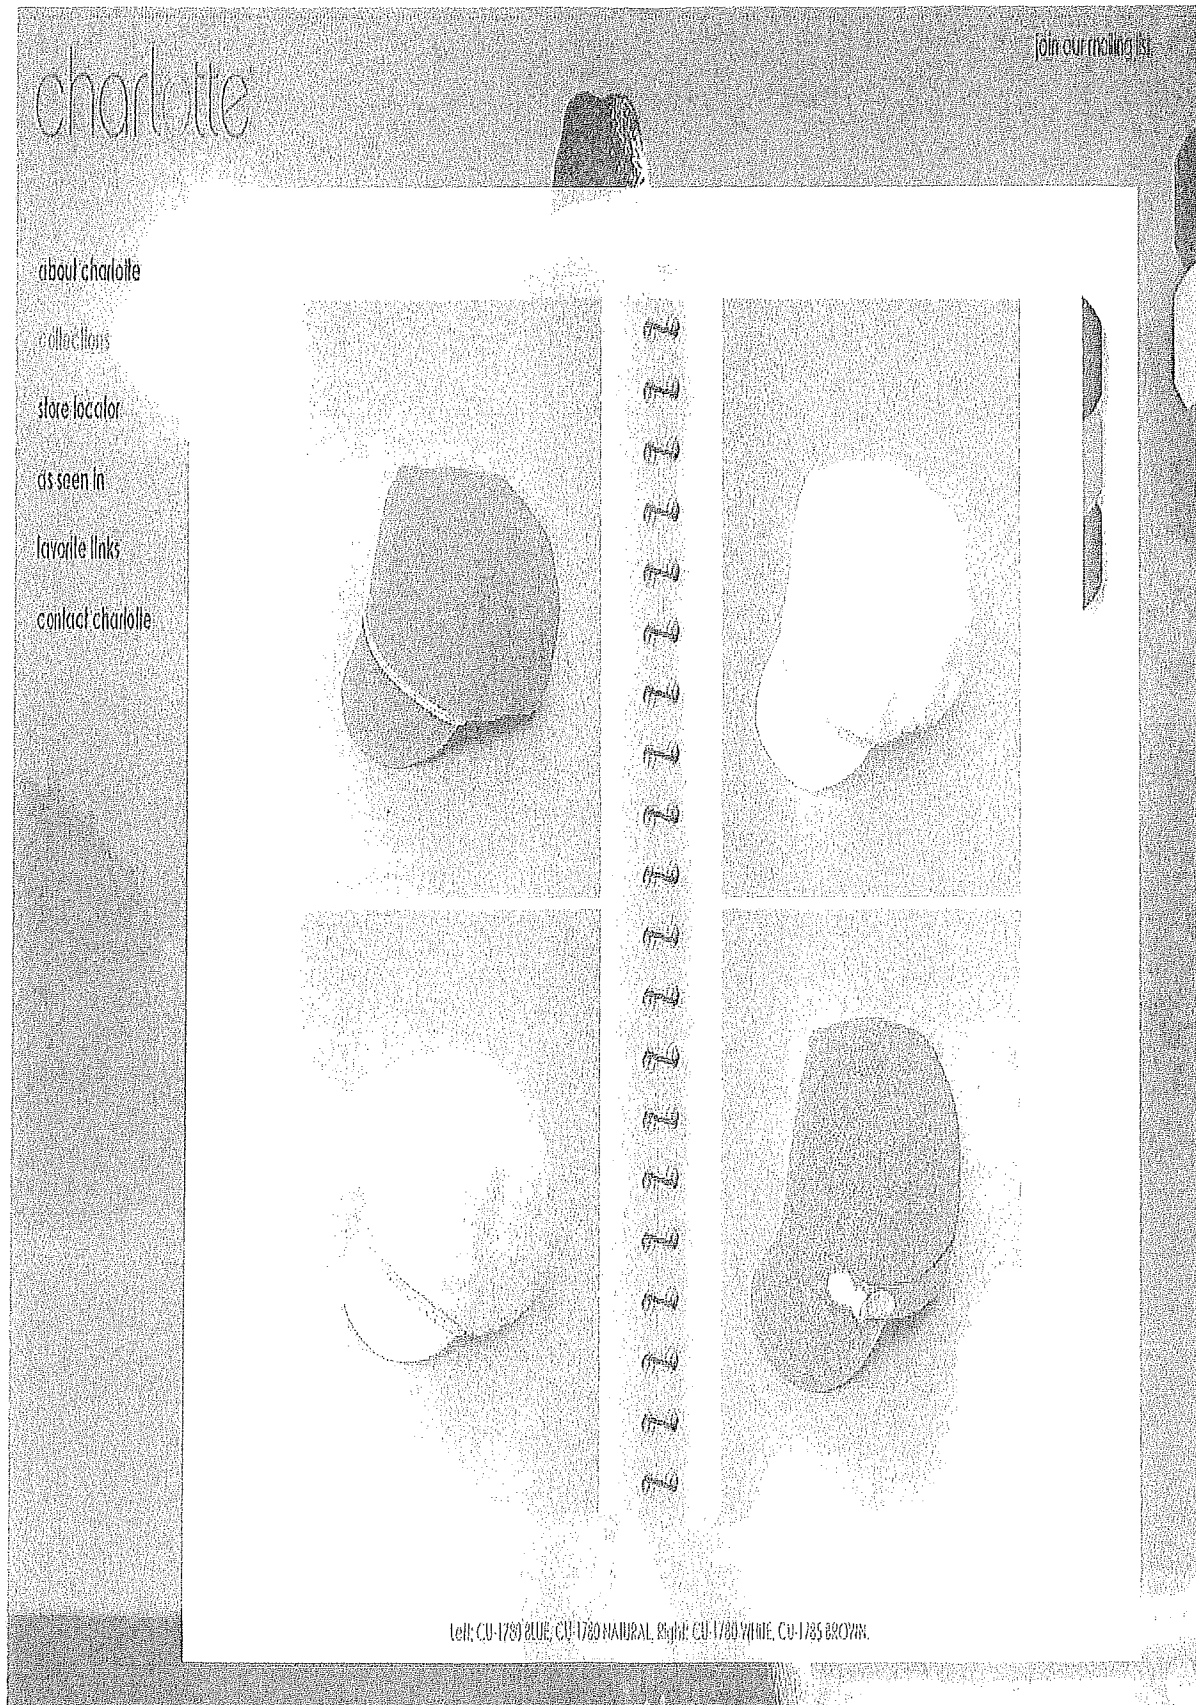 charlotte
join our mailing list
about charlotte
collections
store locator
as seen in
favorite links
contact charlotte
Left: CU-1780 BLUE, CU-1780 NATURAL. Right: CU-1780 WHITE, CU-1785 BROWN.